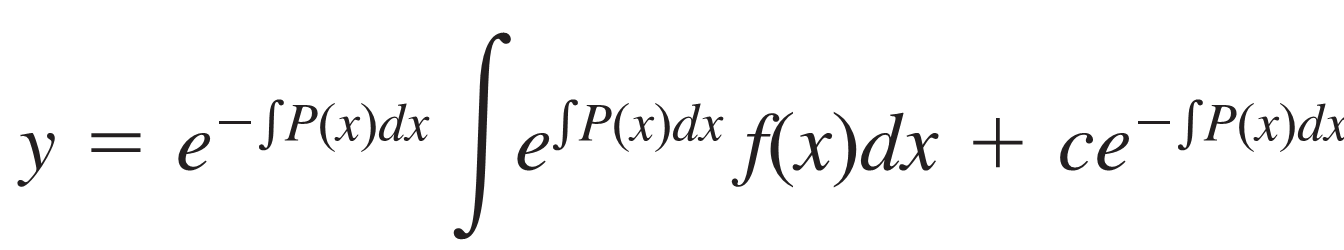 y = e^{-∫P(x)dx} ∫ e^{∫P(x)dx} f(x)dx + ce^{-∫P(x)dx}